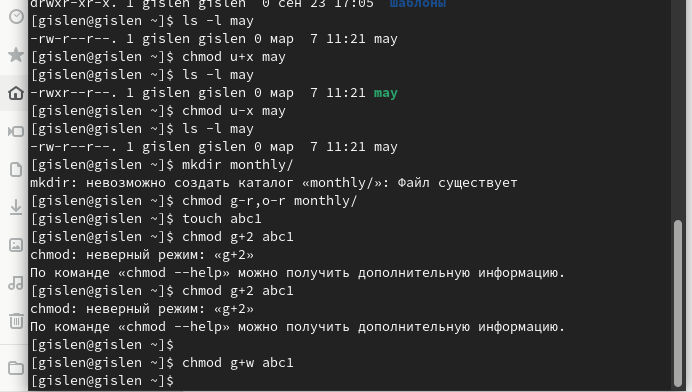 drwxr-xr-x. 1 gislen gislen  0 сен 23 17:05  Шаблоны
[gislen@gislen ~]$ ls -l may
-rw-r--r--. 1 gislen gislen 0 мар  7 11:21 may
[gislen@gislen ~]$ chmod u+x may
[gislen@gislen ~]$ ls -l may
-rwxr--r--. 1 gislen gislen 0 мар  7 11:21 may
[gislen@gislen ~]$ chmod u-x may
[gislen@gislen ~]$ ls -l may
-rw-r--r--. 1 gislen gislen 0 мар  7 11:21 may
[gislen@gislen ~]$ mkdir monthly/
mkdir: невозможно создать каталог «monthly/»: Файл существует
[gislen@gislen ~]$ chmod g-r,o-r monthly/
[gislen@gislen ~]$ touch abc1
[gislen@gislen ~]$ chmod g+2 abc1
chmod: неверный режим: «g+2»
По команде «chmod --help» можно получить дополнительную информацию.
[gislen@gislen ~]$ chmod g+2 abc1
chmod: неверный режим: «g+2»
По команде «chmod --help» можно получить дополнительную информацию.
[gislen@gislen ~]$
[gislen@gislen ~]$ chmod g+w abc1
[gislen@gislen ~]$